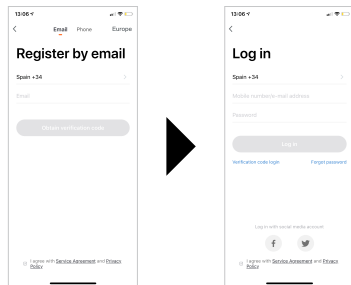 13:06
Email Phone Europe
Register by email
Spain +34
Email
Obtain verification code
I agree with Service Agreement and Privacy
Policy
13:06
Log in
Spain +34
Mobile number/e-mail address
Password
Log in
Verification code login Forgot password
Log in with social media account
I agree with Service Agreement and Privacy
Policy